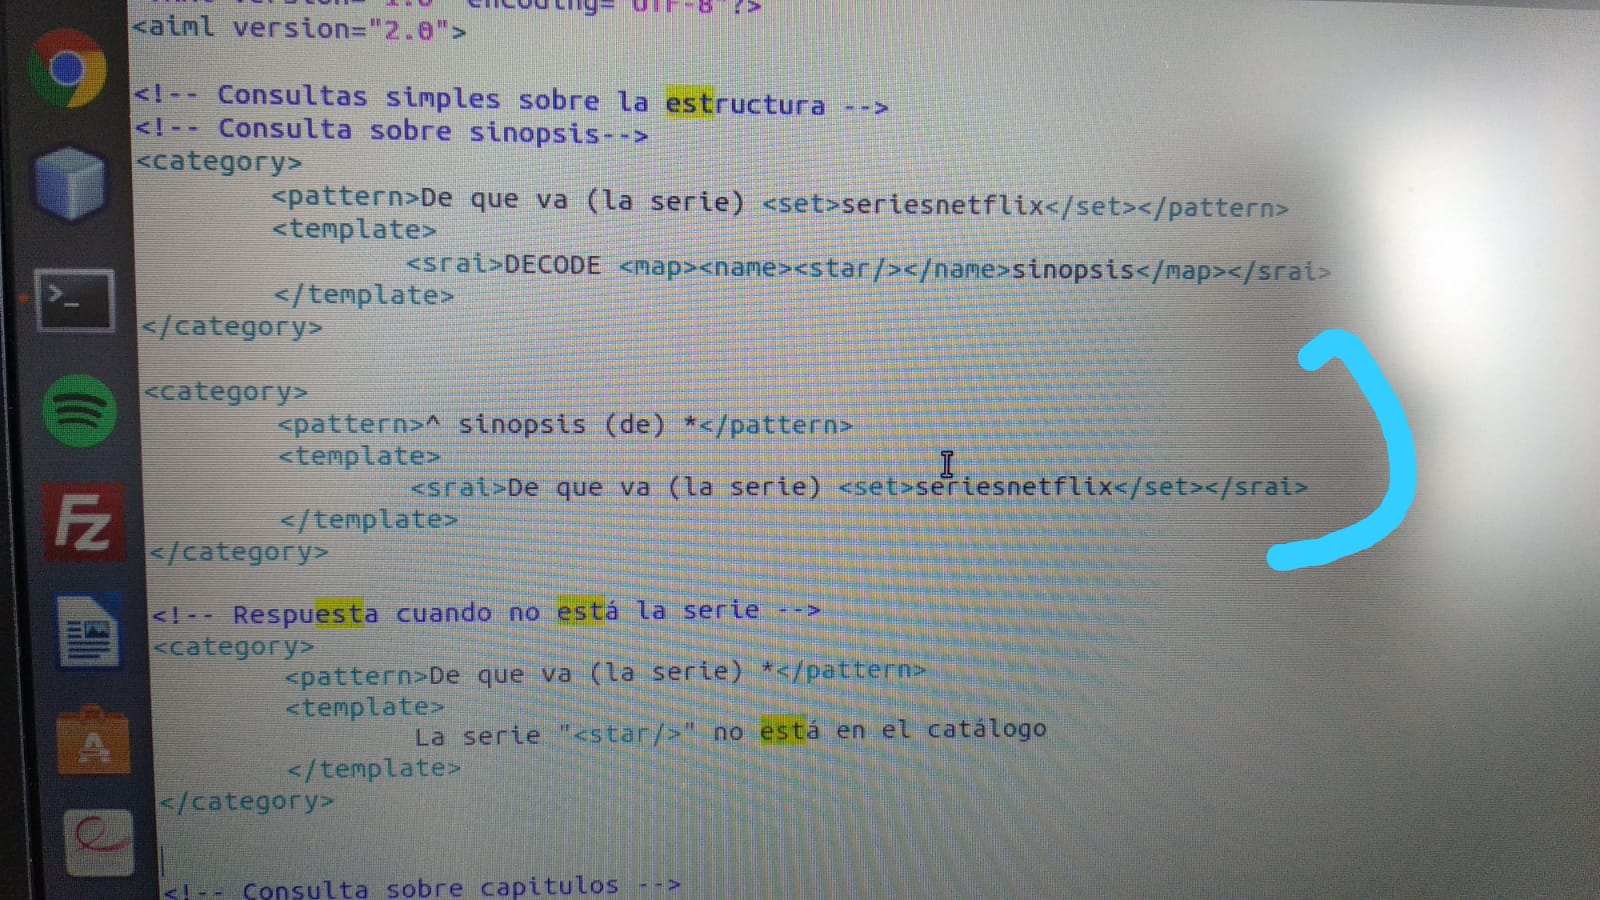 encoding="UTF-8"?>
<aiml version="2.0">
<!-- Consultas simples sobre la estructura -->
<!-- Consulta sobre sinopsis-->
<category>
<pattern>De que va (la serie) <set>seriesnetflix</set></pattern>
<template>
<srai>DECODE <map><name><star/></name>sinopsis</map></srai>
</template>
</category>
<category>
<pattern>^ sinopsis (de) *</pattern>
<template>
<srai>De que va (la serie) <set>seriesnetflix</set></srai>
</template>
</category>
<!-- Respuesta cuando no está la serie -->
<category>
<pattern>De que va (la serie) *</pattern>
<template>
La serie "<star/>" no está en el catálogo
</template>
</category>
<!-- Consulta sobre capitulos -->
>_
Fz
A